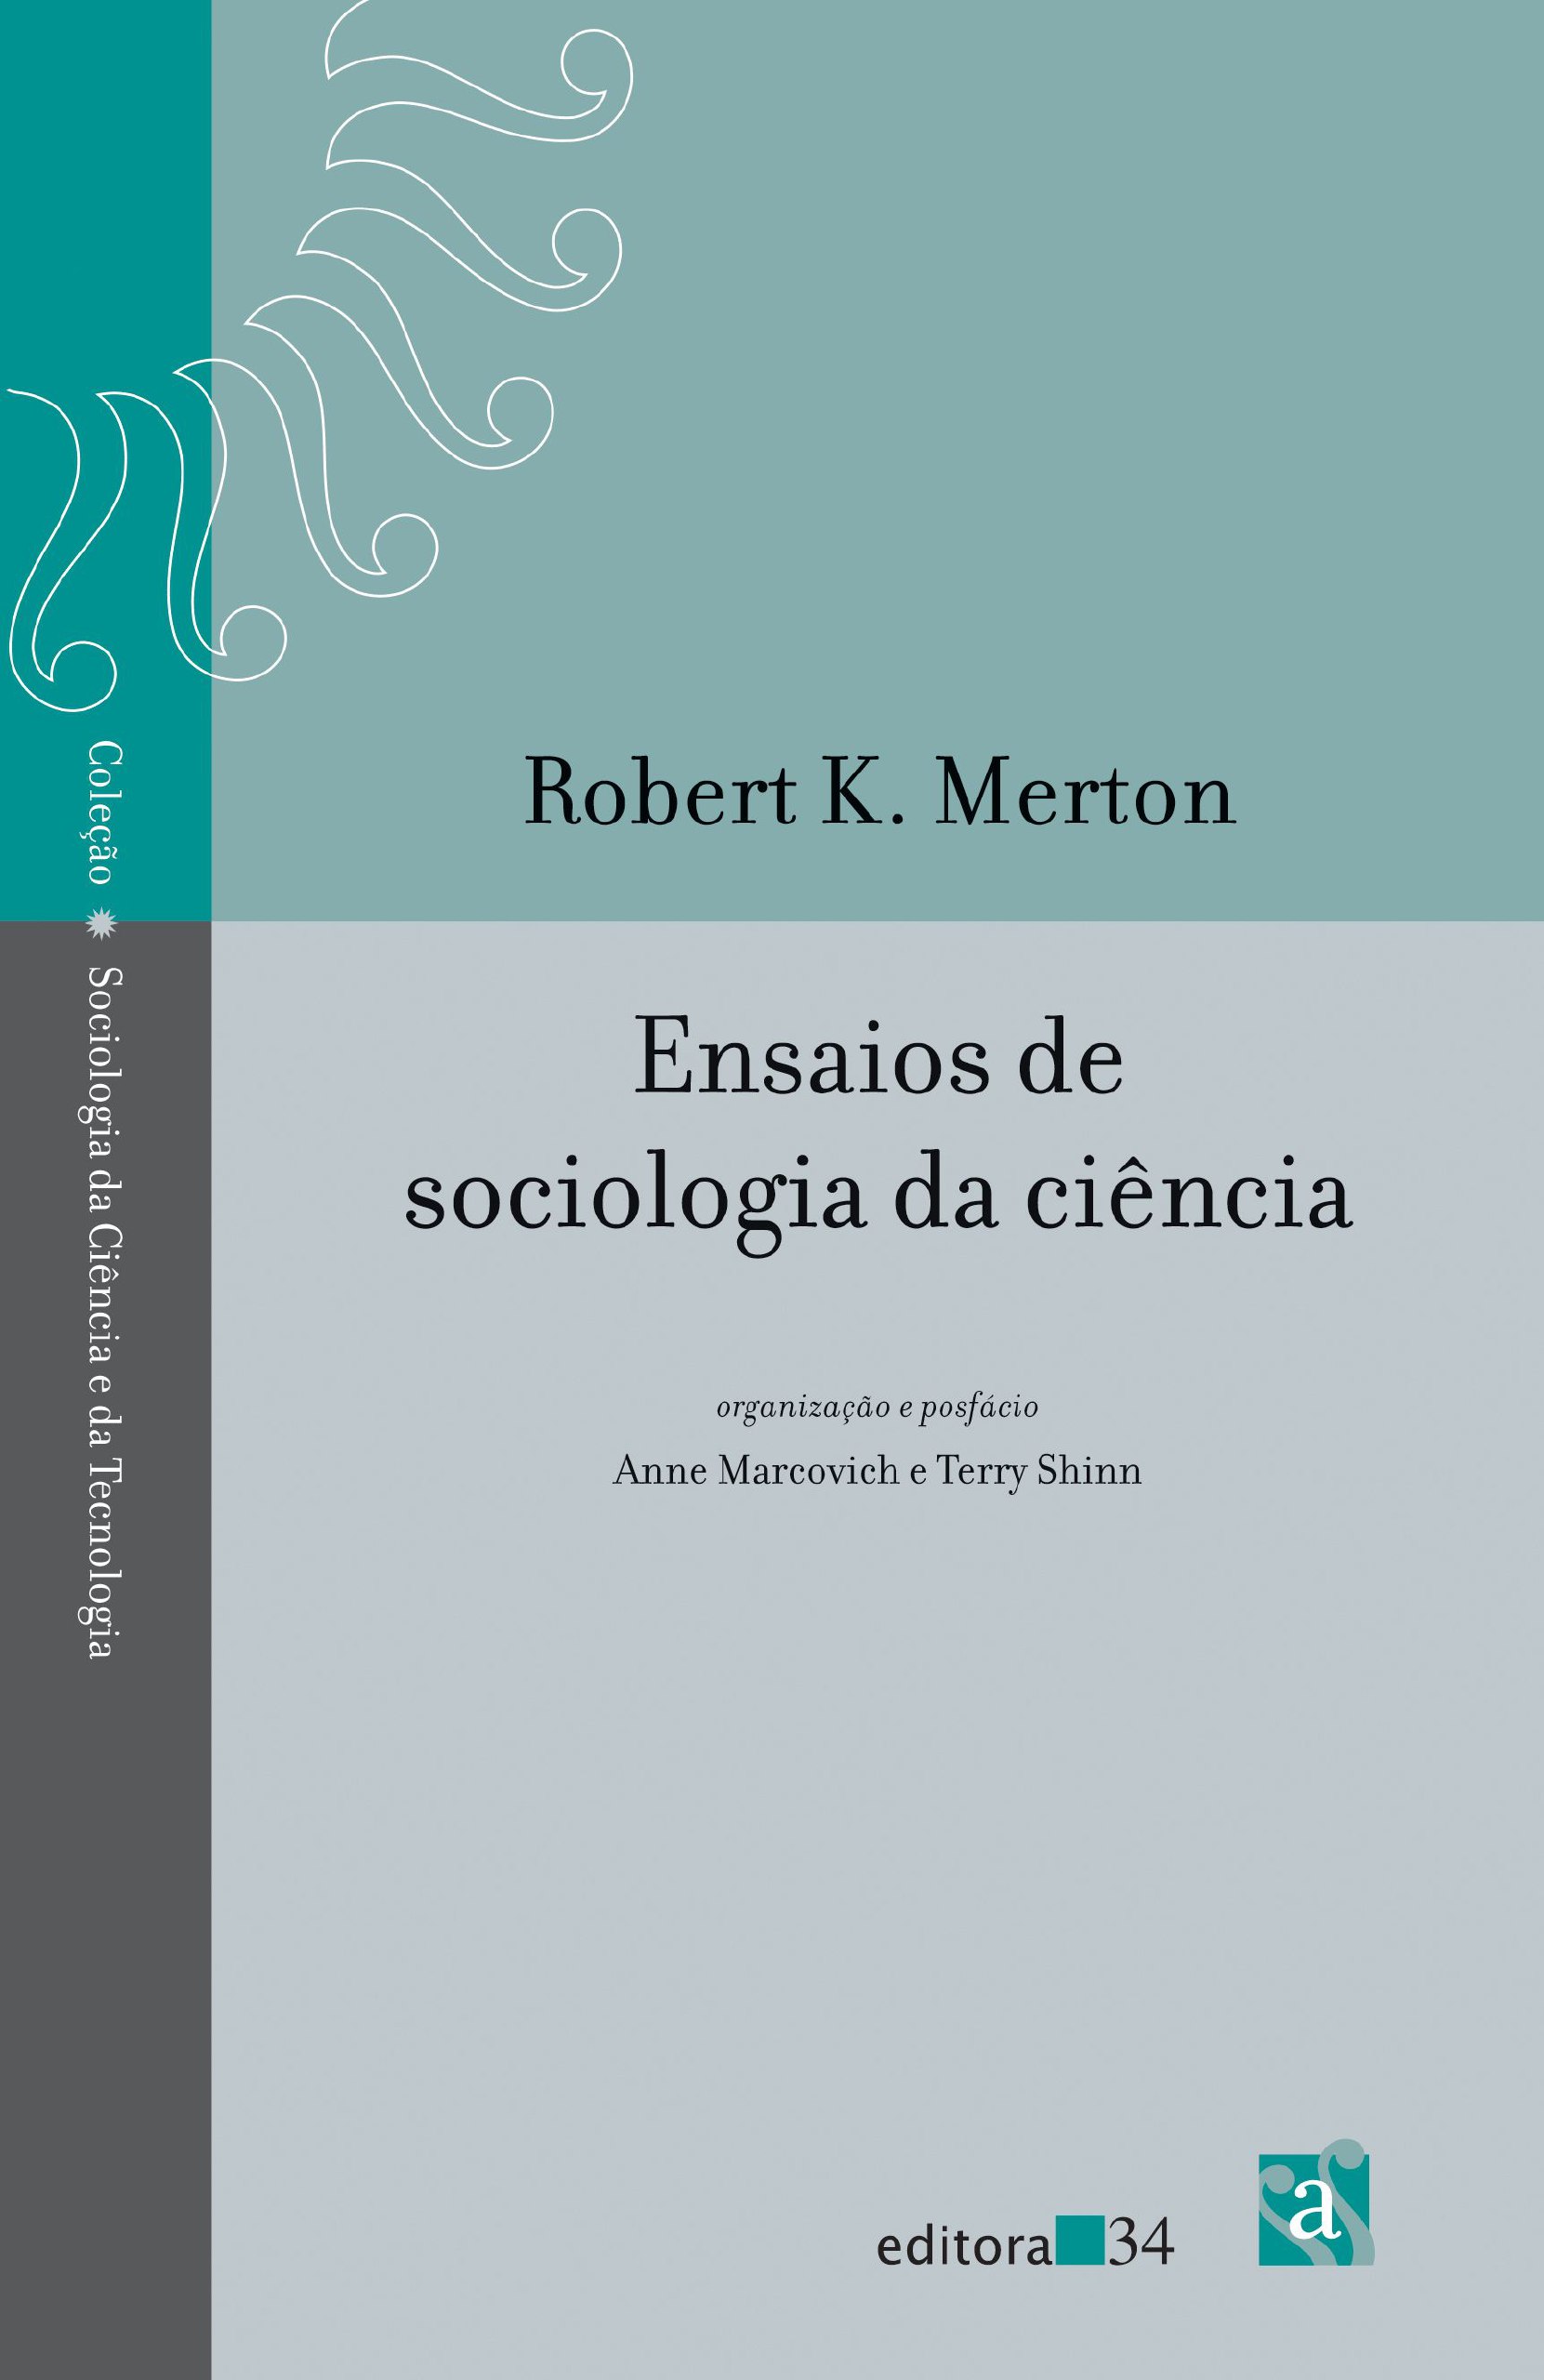 Robert K. Merton
Ensaios de
sociologia da ciência
organização e posfácio
Anne Marcovich e Terry Shinn
Coleção
Sociologia da Ciência e da Tecnologia
editora 34
a